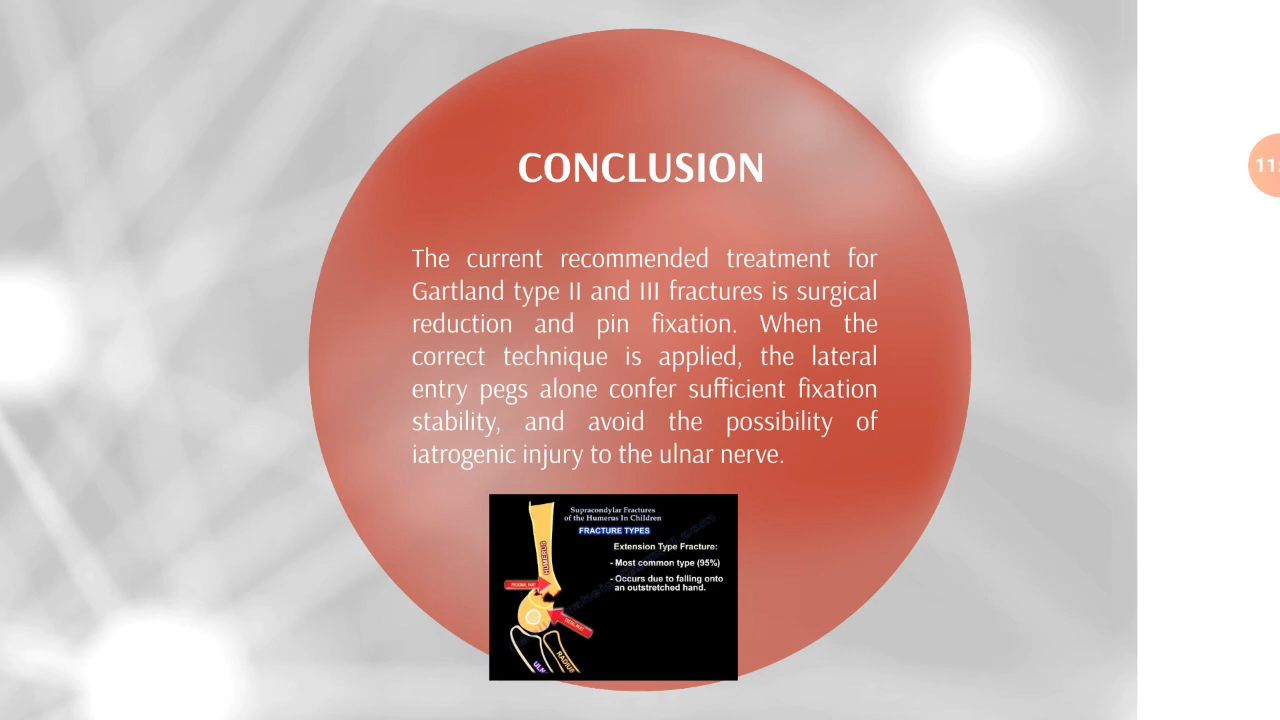 CONCLUSION
The current recommended treatment for
Gartland type II and III fractures is surgical
reduction and pin fixation. When the
correct technique is applied, the lateral
entry pegs alone confer sufficient fixation
stability, and avoid the possibility of
iatrogenic injury to the ulnar nerve.
Supracondylar Fractures
of the Humerus In Children
FRACTURE TYPES
Extension Type Fracture:
- Most common type (95%)
- Occurs due to falling onto
an outstretched hand.
HUMERUS
RADIUS
11: